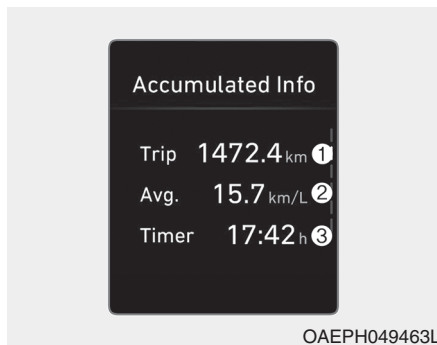 Accumulated Info
Trip 1472.4 km ①
Avg. 15.7 km/L ②
Timer 17:42 h ③
OAEPH049463L